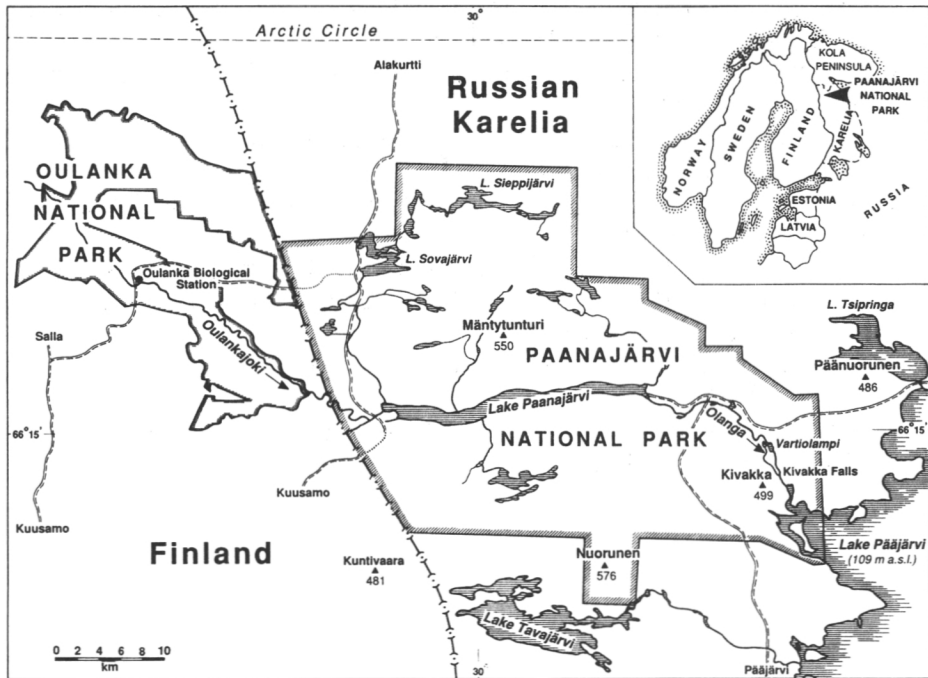 30°
Arctic Circle
Alakurtti
Russian
Karelia
OULANKA
NATIONAL
PARK
Oulanka Biological
Station
L. Sieppijärvi
L. Sovajärvi
Salla
Oulankajoki
Mäntytunturi
550
PAANAJÄRVI
Lake Paanajärvi
NATIONAL PARK
L. Tsipringa
Päänuorunen
486
66°15'
66°15'
Olanga
Vartiolampi
Kivakka Falls
Kivakka
499
Kuusamo
Kuusamo
Finland
Kuntivaara
481
Nuorunen
576
Lake Pääjärvi
(109 m a.s.l.)
Lake Tavajärvi
Pääjärvi
0 2 4 6 8 10
km
30
KOLA
PENINSULA
PAANAJÄRVI
NATIONAL
PARK
NORWAY
SWEDEN
FINLAND
KARELIA
RUSSIA
ESTONIA
LATVIA